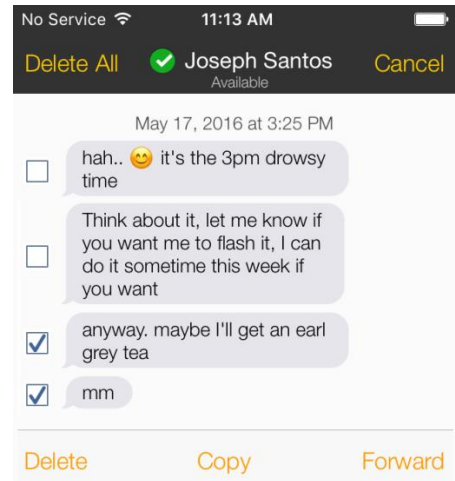 No Service 11:13 AM
Delete All Joseph Santos Cancel
Available
May 17, 2016 at 3:25 PM
hah.. 😊 it's the 3pm drowsy
time
Think about it, let me know if
you want me to flash it, I can
do it sometime this week if
you want
anyway. maybe I'll get an earl
grey tea
mm
Delete Copy Forward